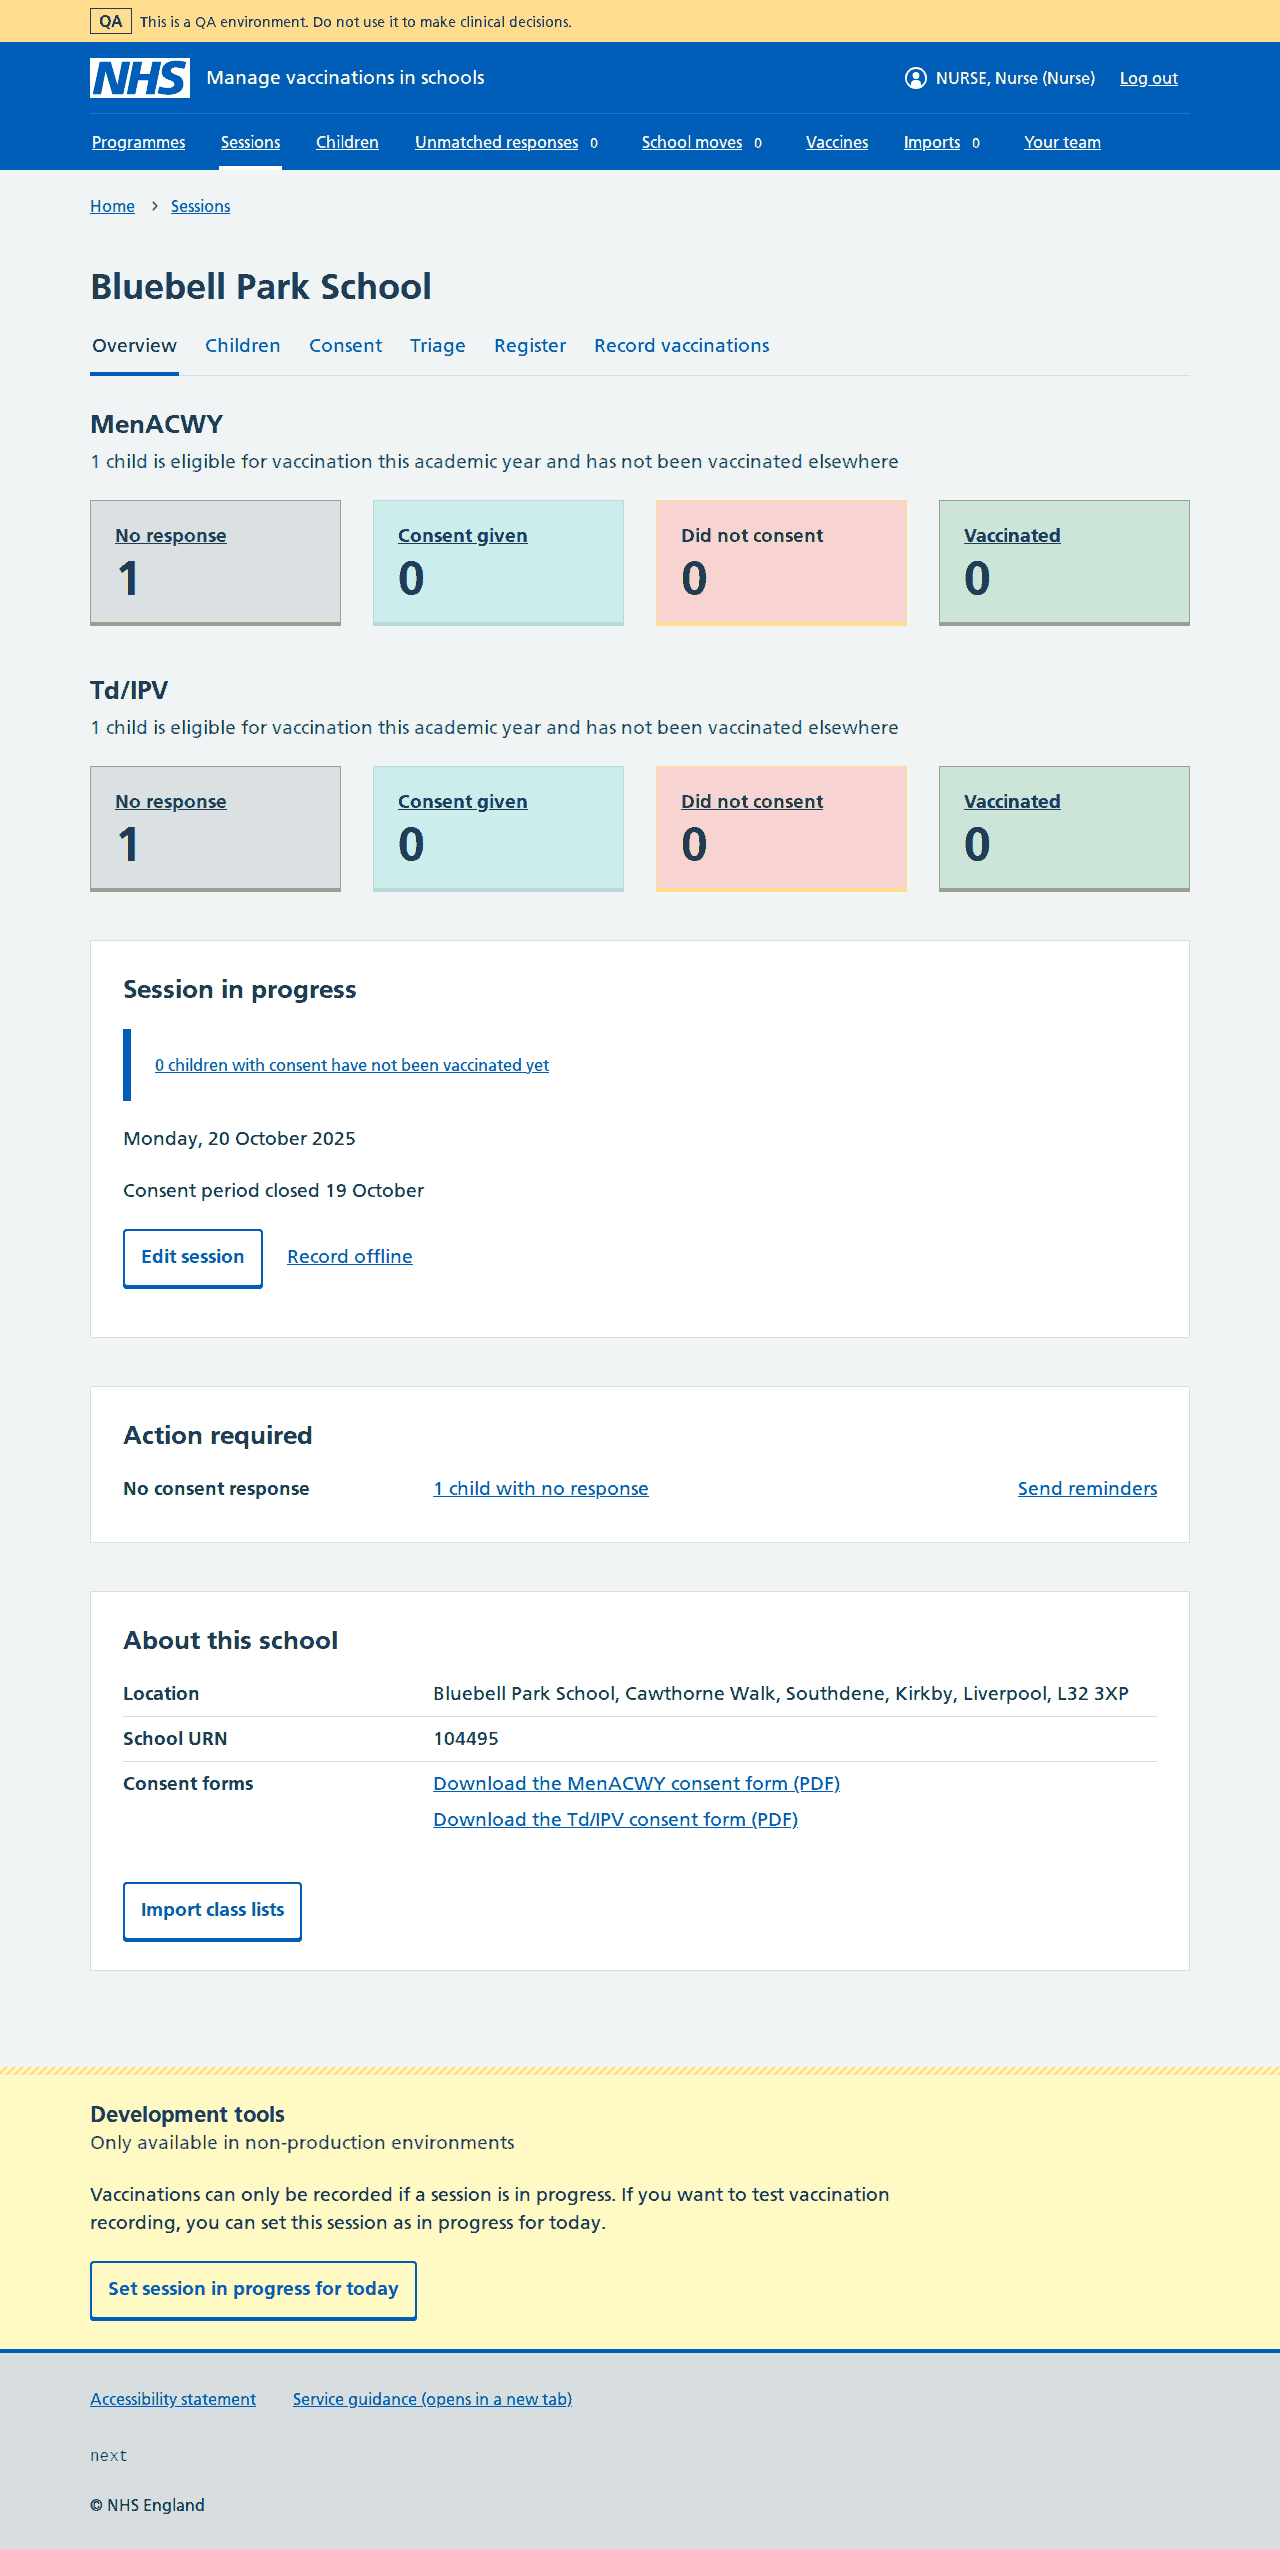 QA This is a QA environment. Do not use it to make clinical decisions.
NHS Manage vaccinations in schools NURSE, Nurse (Nurse) Log out
Programmes Sessions Children Unmatched responses 0 School moves 0 Vaccines Imports 0 Your team
Home > Sessions
Bluebell Park School
Overview Children Consent Triage Register Record vaccinations
MenACWY
1 child is eligible for vaccination this academic year and has not been vaccinated elsewhere
No response Consent given Did not consent Vaccinated
1 0 0 0
Td/IPV
1 child is eligible for vaccination this academic year and has not been vaccinated elsewhere
No response Consent given Did not consent Vaccinated
1 0 0 0
Session in progress
0 children with consent have not been vaccinated yet
Monday, 20 October 2025
Consent period closed 19 October
Edit session Record offline
Action required
No consent response 1 child with no response Send reminders
About this school
Location Bluebell Park School, Cawthorne Walk, Southdene, Kirkby, Liverpool, L32 3XP
School URN 104495
Consent forms Download the MenACWY consent form (PDF)
Download the Td/IPV consent form (PDF)
Import class lists
Development tools
Only available in non-production environments
Vaccinations can only be recorded if a session is in progress. If you want to test vaccination
recording, you can set this session as in progress for today.
Set session in progress for today
Accessibility statement Service guidance (opens in a new tab)
next
© NHS England